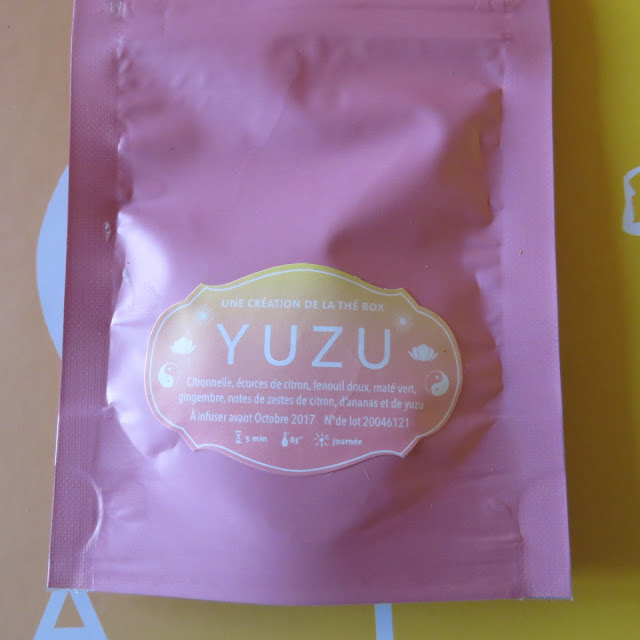 UNE CRÉATION DE LA THÉ BOX
YUZU
Citronnelle, écorces de citron, fenouil doux, maté vert,
gingembre, notes de zestes de citron, d'ananas et de yuzu
À infuser avant Octobre 2017 N° de lot 20046121
5 min 85° journée